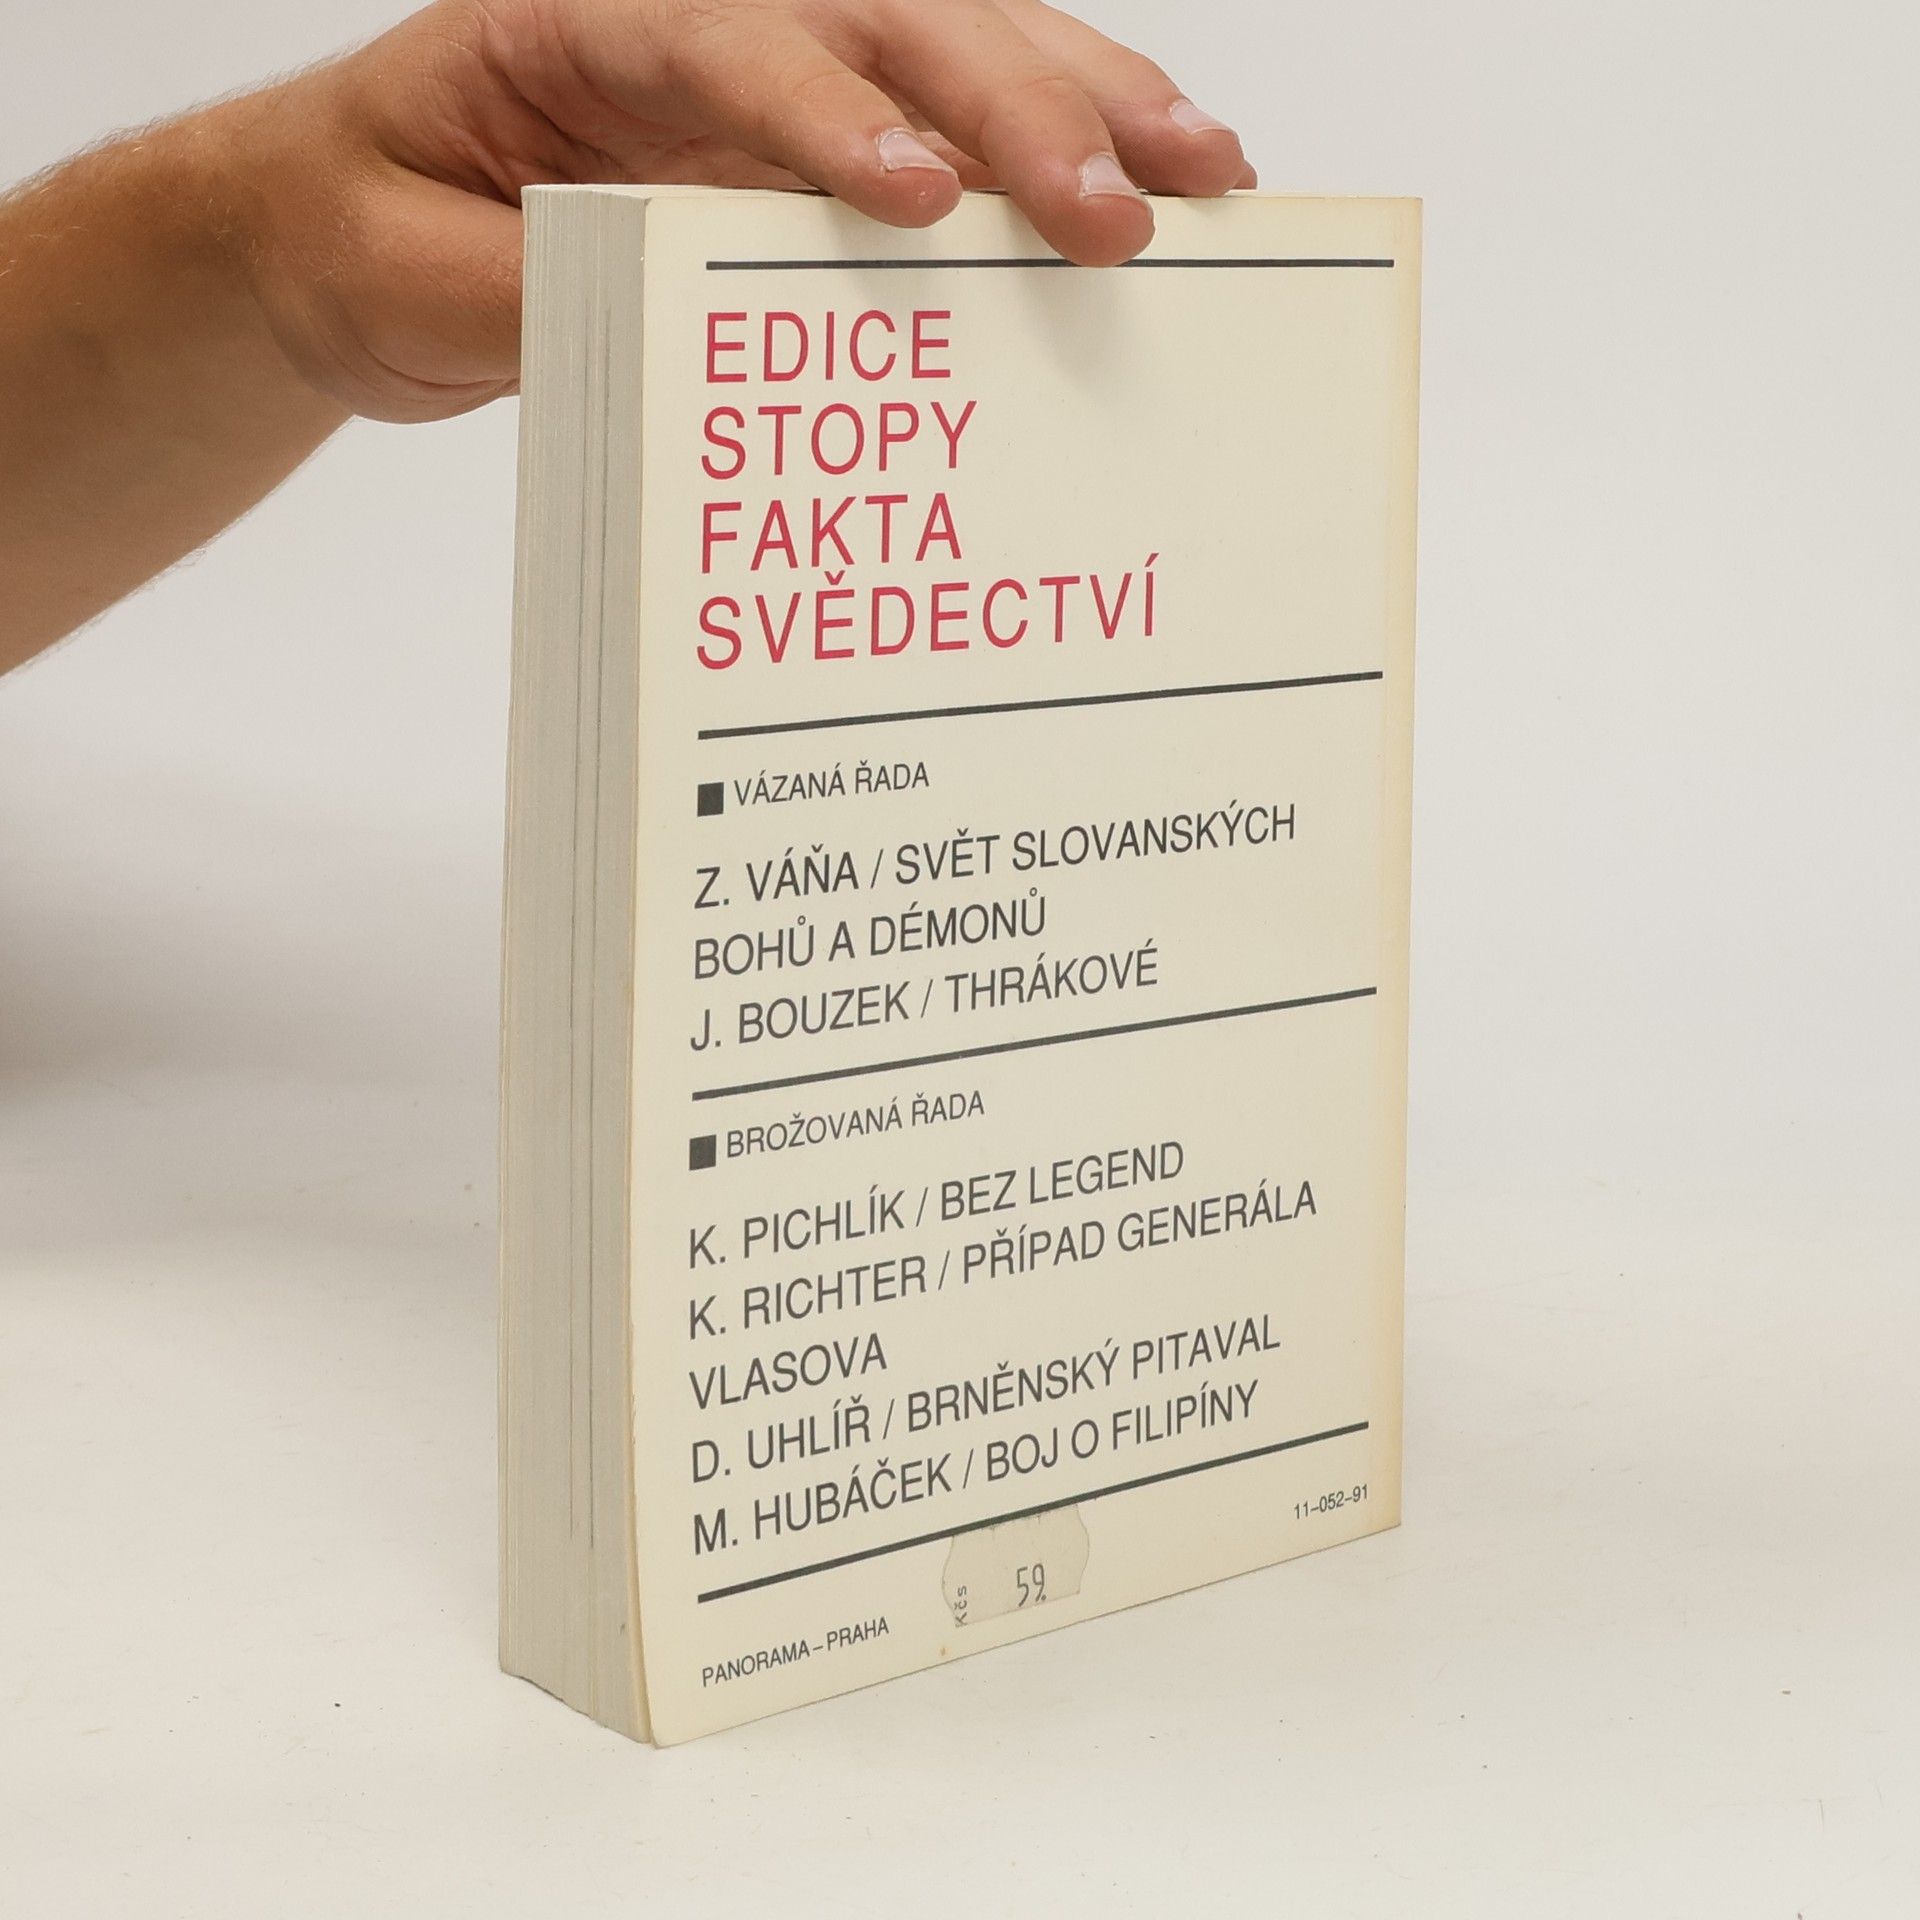 EDICE
STOPY
FAKTA
SVĚDECTVÍ
VÁZANÁ ŘADA
Z. VÁŇA / SVĚT SLOVANSKÝCH
BOHŮ A DÉMONŮ
J. BOUZEK / THRÁKOVÉ
BROŽOVANÁ ŘADA
K. PICHLÍK / BEZ LEGEND
K. RICHTER / PŘÍPAD GENERÁLA
VLASOVA
D. UHLÍŘ / BRNĚNSKÝ PITAVAL
M. HUBÁČEK / BOJ O FILIPÍNY
11–052–91
Kčs 59
PANORAMA – PRAHA